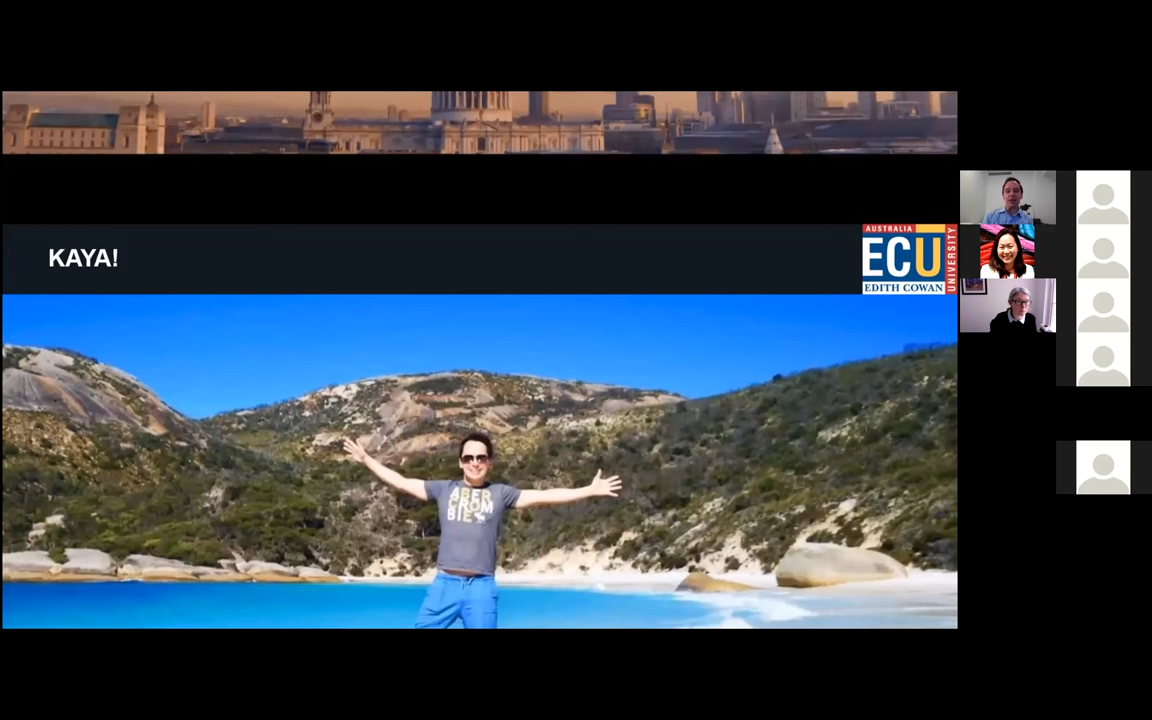 KAYA!
AUSTRALIA
ECU
EDITH COWAN
UNIVERSITY
ABER
CROM
BIE